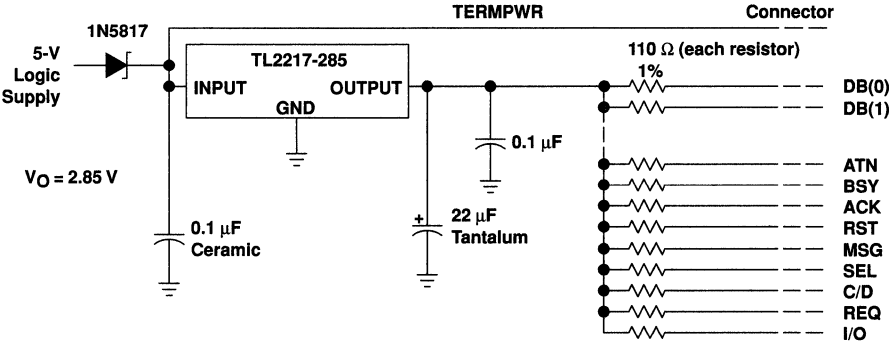 TERMPWR
Connector
1N5817
5-V
Logic
Supply
TL2217-285
INPUT
OUTPUT
GND
110 Ω (each resistor)
1%
DB(0)
DB(1)
0.1 μF
VO = 2.85 V
0.1 μF
Ceramic
+
22 μF
Tantalum
ATN
BSY
ACK
RST
MSG
SEL
C/D
REQ
I/O